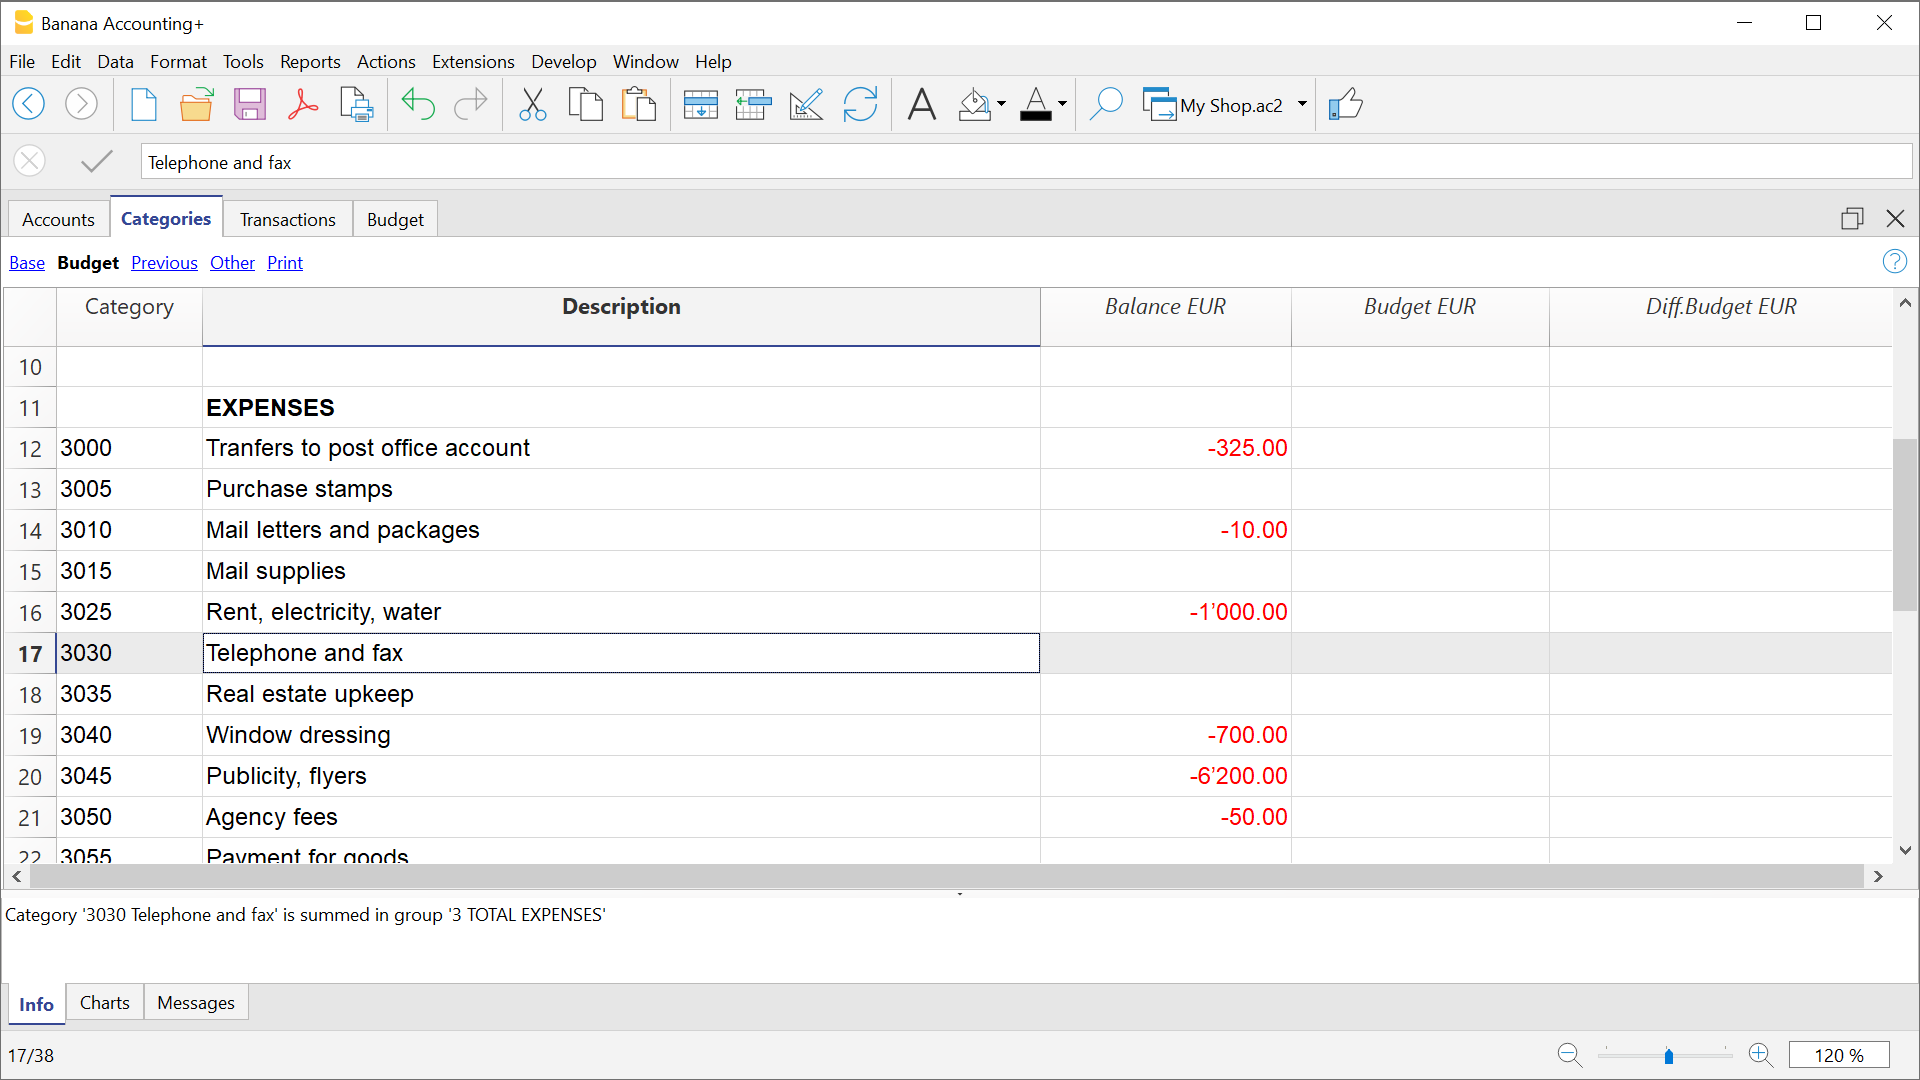 Banana Accounting+
File Edit Data Format Tools Reports Actions Extensions Develop Window Help
My Shop.ac2
Telephone and fax
Accounts Categories Transactions Budget
Base Budget Previous Other Print
Category Description Balance EUR Budget EUR Diff.Budget EUR
10
11 EXPENSES
12 3000 Tranfers to post office account -325.00
13 3005 Purchase stamps
14 3010 Mail letters and packages -10.00
15 3015 Mail supplies
16 3025 Rent, electricity, water -1’000.00
17 3030 Telephone and fax
18 3035 Real estate upkeep
19 3040 Window dressing -700.00
20 3045 Publicity, flyers -6’200.00
21 3050 Agency fees -50.00
22 3055 Payment for goods
Category '3030 Telephone and fax' is summed in group '3 TOTAL EXPENSES'
Info Charts Messages
17/38
120 %